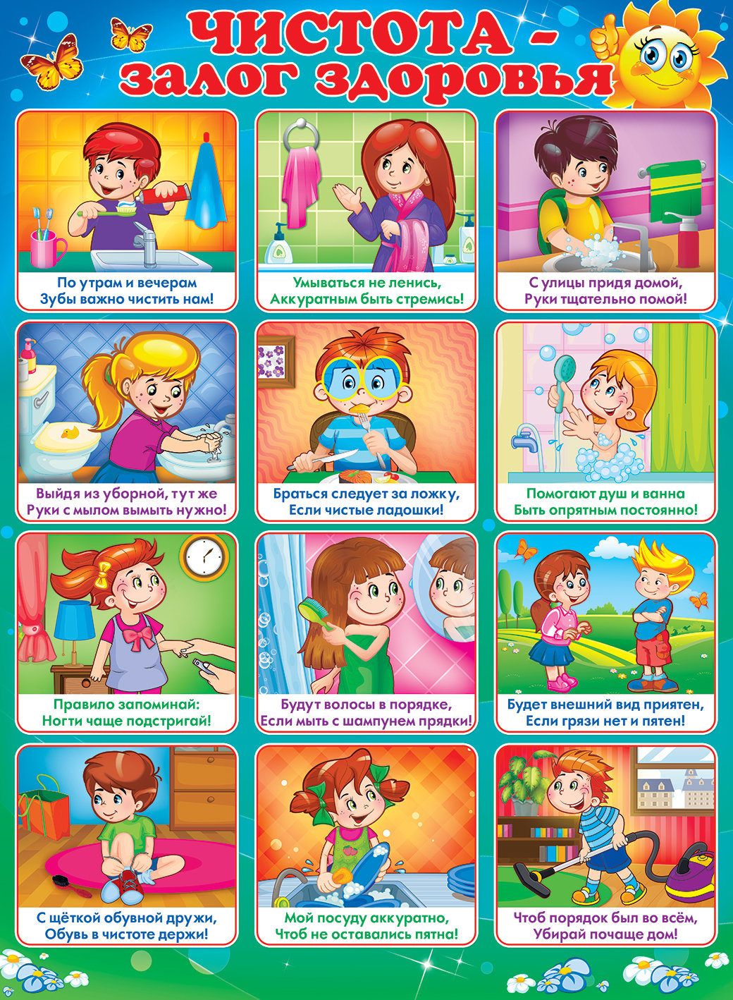 ЧИСТОТА -
залог здоровья
По утрам и вечерам
Зубы важно чистить нам!
Умываться не ленись,
Аккуратным быть стремись!
С улицы придя домой,
Руки тщательно помой!
Выйдя из уборной, тут же
Руки с мылом вымыть нужно!
Браться следует за ложку,
Если чистые ладошки!
Помогают душ и ванна
Быть опрятным постоянно!
Правило запоминай:
Ногти чаще подстригай!
Будут волосы в порядке,
Если мыть с шампунем прядки!
Будет внешний вид приятен,
Если грязи нет и пятен!
С щёткой обувной дружи,
Обувь в чистоте держи!
Мой посуду аккуратно,
Чтоб не оставались пятна!
Чтоб порядок был во всём,
Убирай почаще дом!